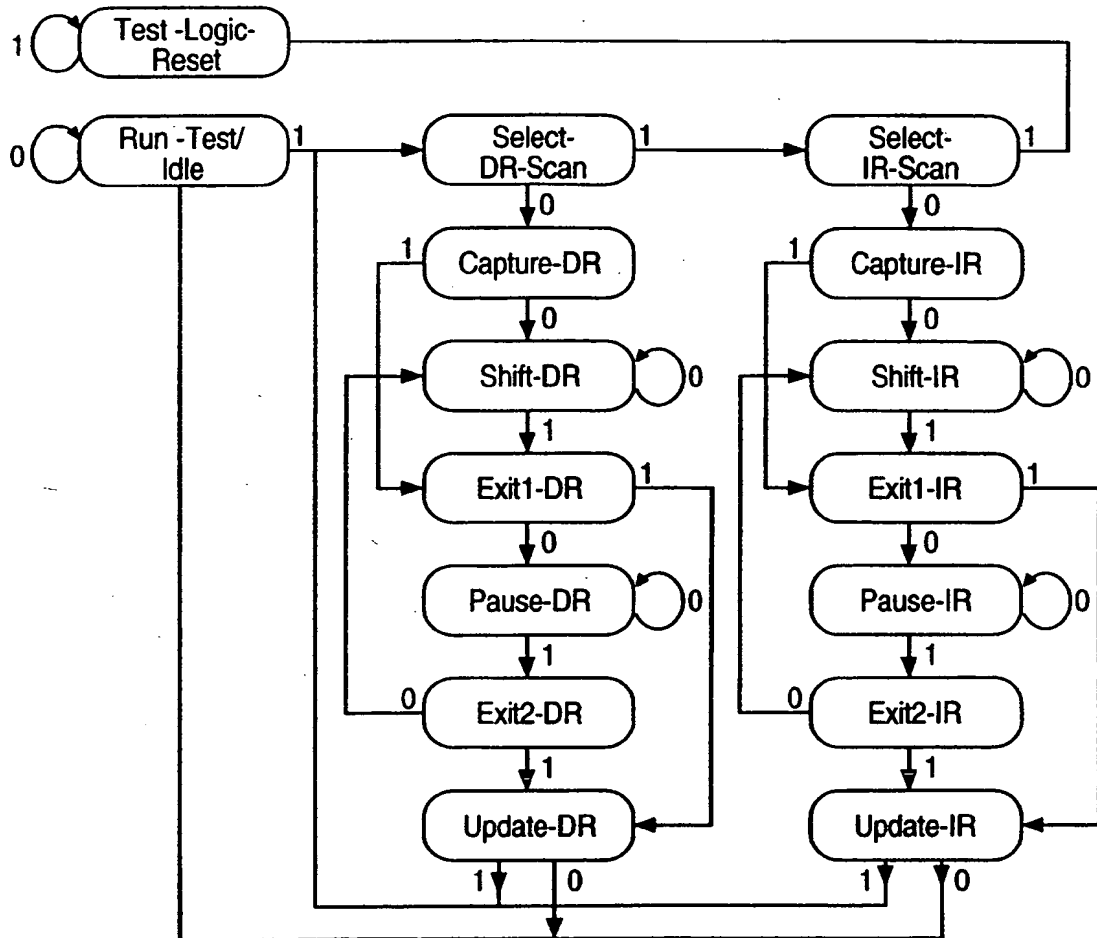 1
Test -Logic-
Reset
0
Run -Test/
Idle
1
Select-
DR-Scan
1
Select-
IR-Scan
1
0
0
1
Capture-DR
1
Capture-IR
0
0
Shift-DR
0
Shift-IR
0
1
1
Exit1-DR
1
Exit1-IR
1
0
0
Pause-DR
0
Pause-IR
0
1
1
0
Exit2-DR
0
Exit2-IR
1
1
Update-DR
Update-IR
1
0
1
0